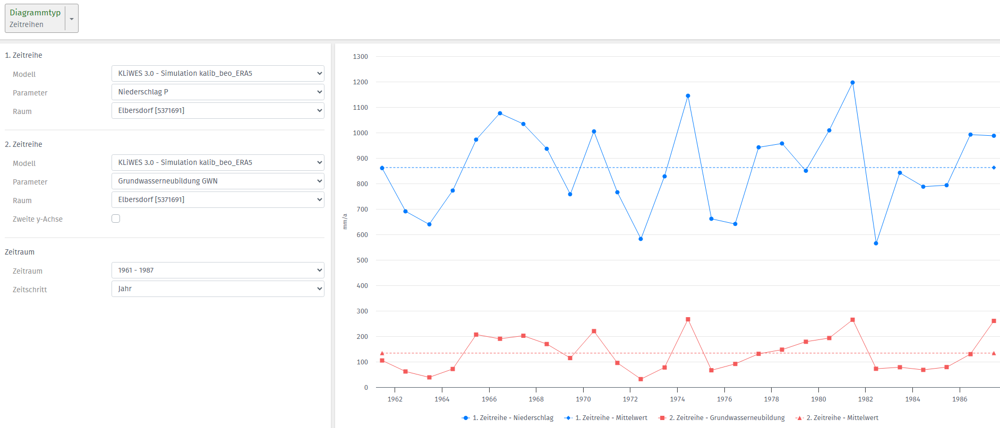 Diagrammtyp
Zeitreihen
1. Zeitreihe
Modell
KLiWES 3.0 - Simulation kalib_beo_ERA5
Parameter
Niederschlag P
Raum
Elbersdorf [5371691]
2. Zeitreihe
Modell
KLiWES 3.0 - Simulation kalib_beo_ERA5
Parameter
Grundwasserneubildung GWN
Raum
Elbersdorf [5371691]
Zweite y-Achse
Zeitraum
Zeitraum
1961 - 1987
Zeitschritt
Jahr
1300
1200
1100
1000
900
800
700
600
500
400
300
200
100
0
mm/a
1962 1964 1966 1968 1970 1972 1974 1976 1978 1980 1982 1984 1986
1. Zeitreihe - Niederschlag 1. Zeitreihe - Mittelwert 2. Zeitreihe - Grundwasserneubildung 2. Zeitreihe - Mittelwert